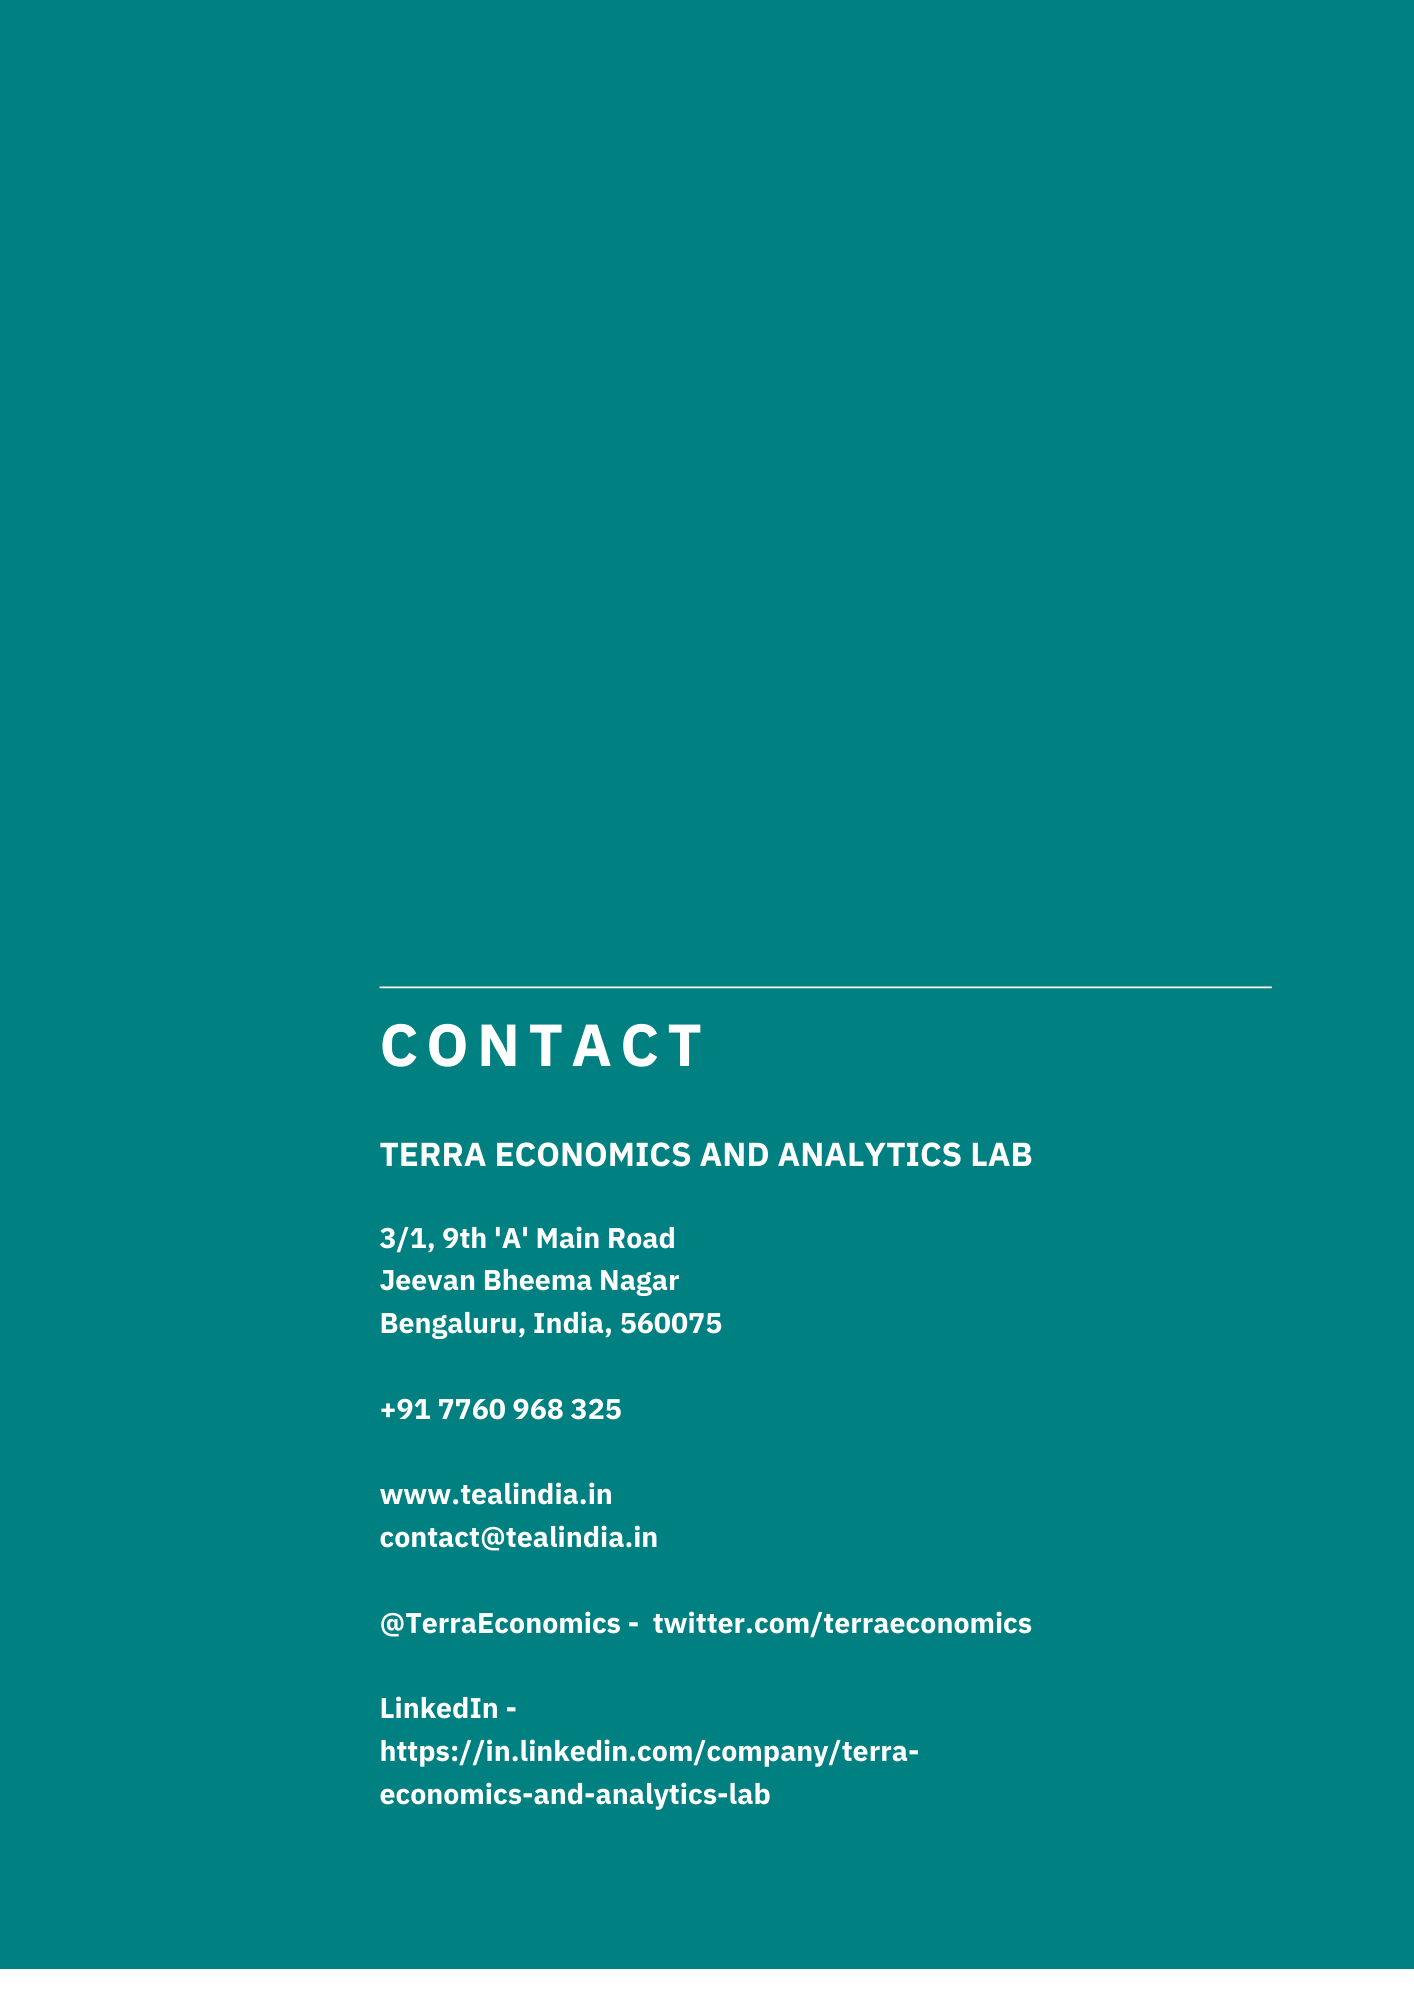 CONTACT
TERRA ECONOMICS AND ANALYTICS LAB
3/1, 9th 'A' Main Road
Jeevan Bheema Nagar
Bengaluru, India, 560075
+91 7760 968 325
www.tealindia.in
contact@tealindia.in
@TerraEconomics - twitter.com/terraeconomics
LinkedIn -
https://in.linkedin.com/company/terra-
economics-and-analytics-lab